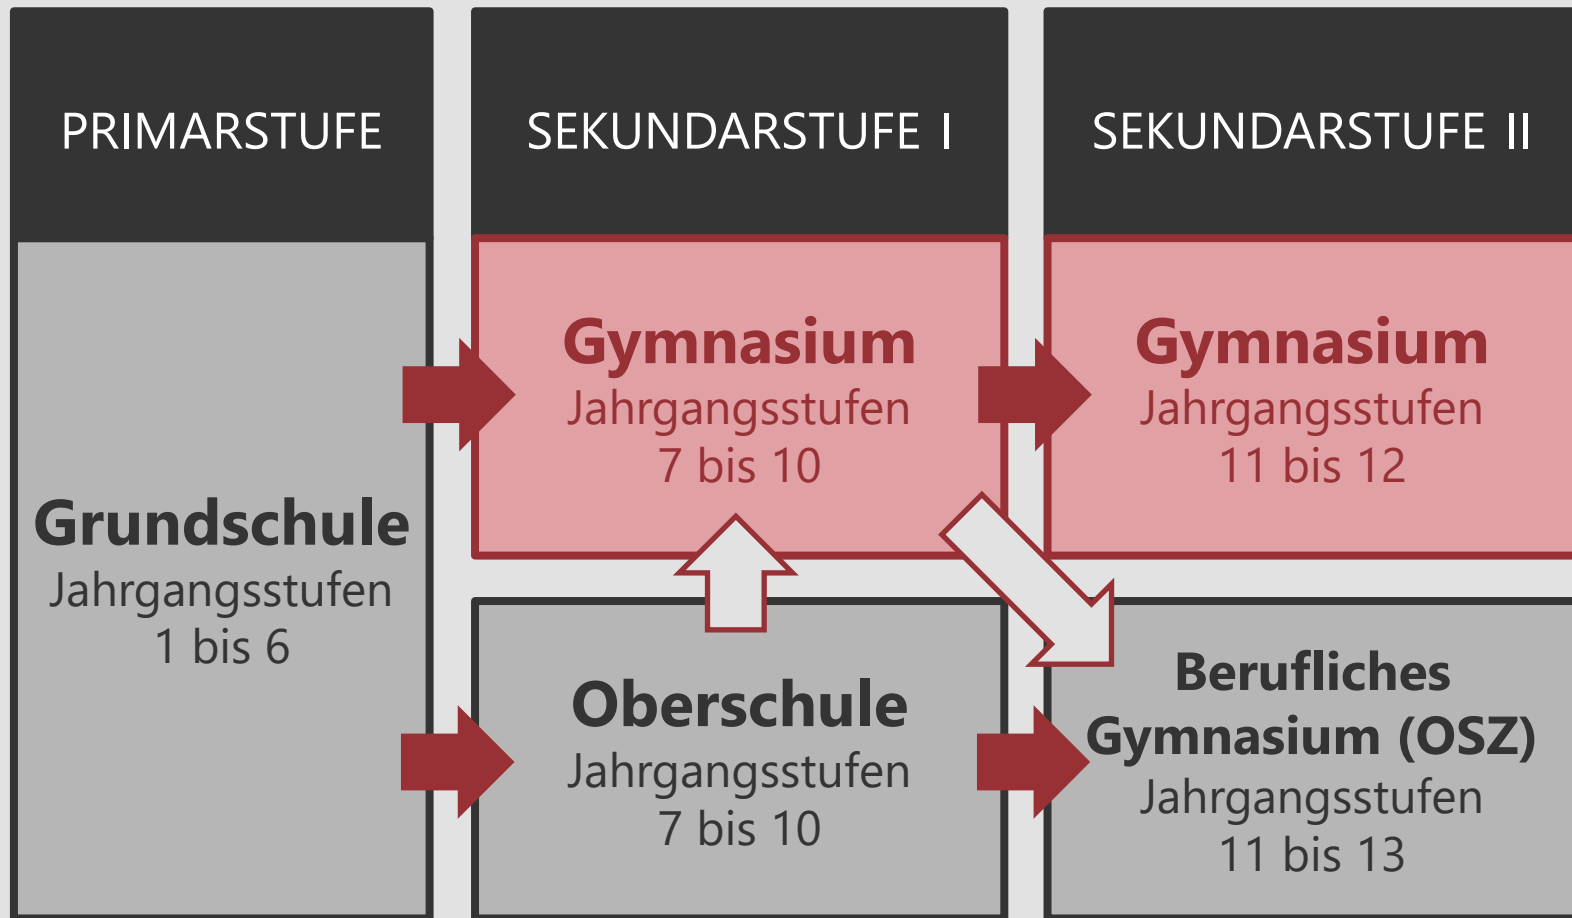 PRIMARSTUFE
SEKUNDARSTUFE I
SEKUNDARSTUFE II
Grundschule
Jahrgangsstufen
1 bis 6
Gymnasium
Jahrgangsstufen
7 bis 10
Gymnasium
Jahrgangsstufen
11 bis 12
Oberschule
Jahrgangsstufen
7 bis 10
Berufliches
Gymnasium (OSZ)
Jahrgangsstufen
11 bis 13